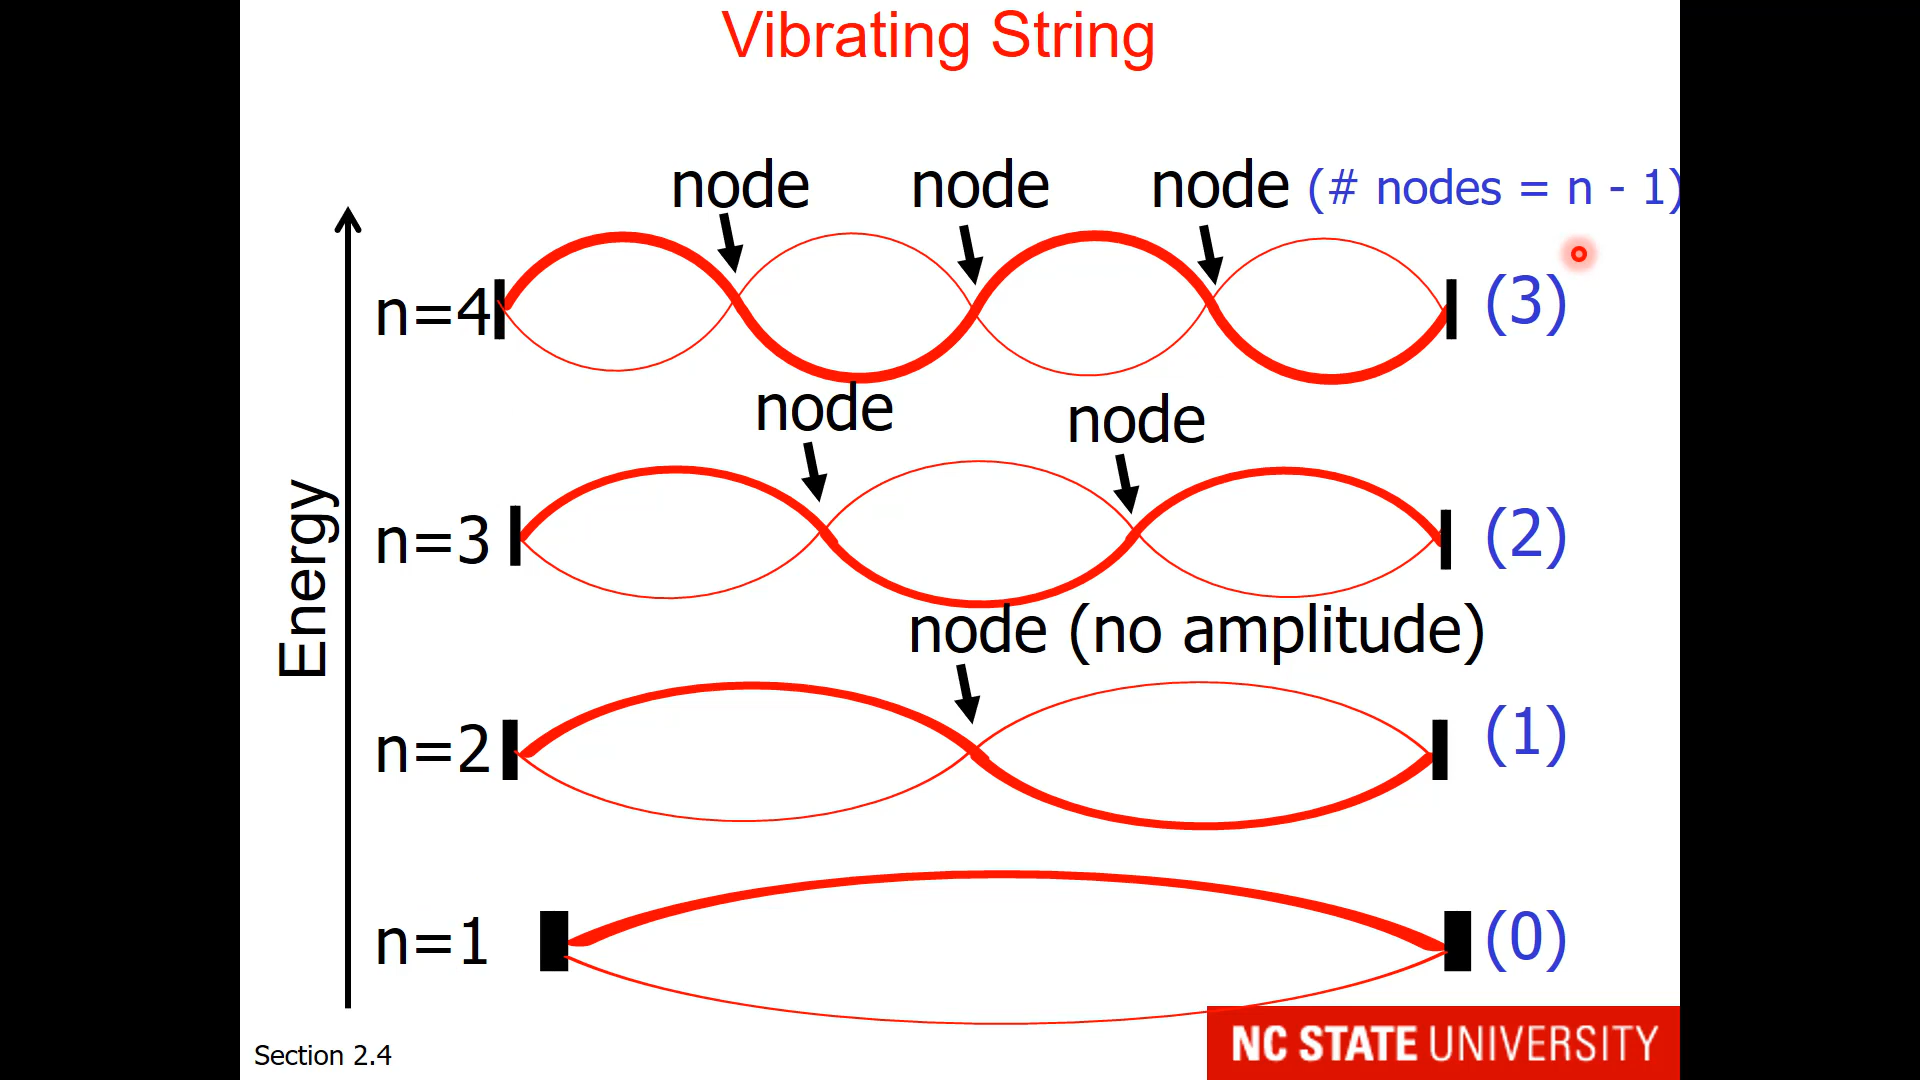 Vibrating String
node node node (# nodes = n - 1)
n=4 (3)
node node
n=3 (2)
Energy
node (no amplitude)
n=2 (1)
n=1 (0)
Section 2.4
NC STATE UNIVERSITY